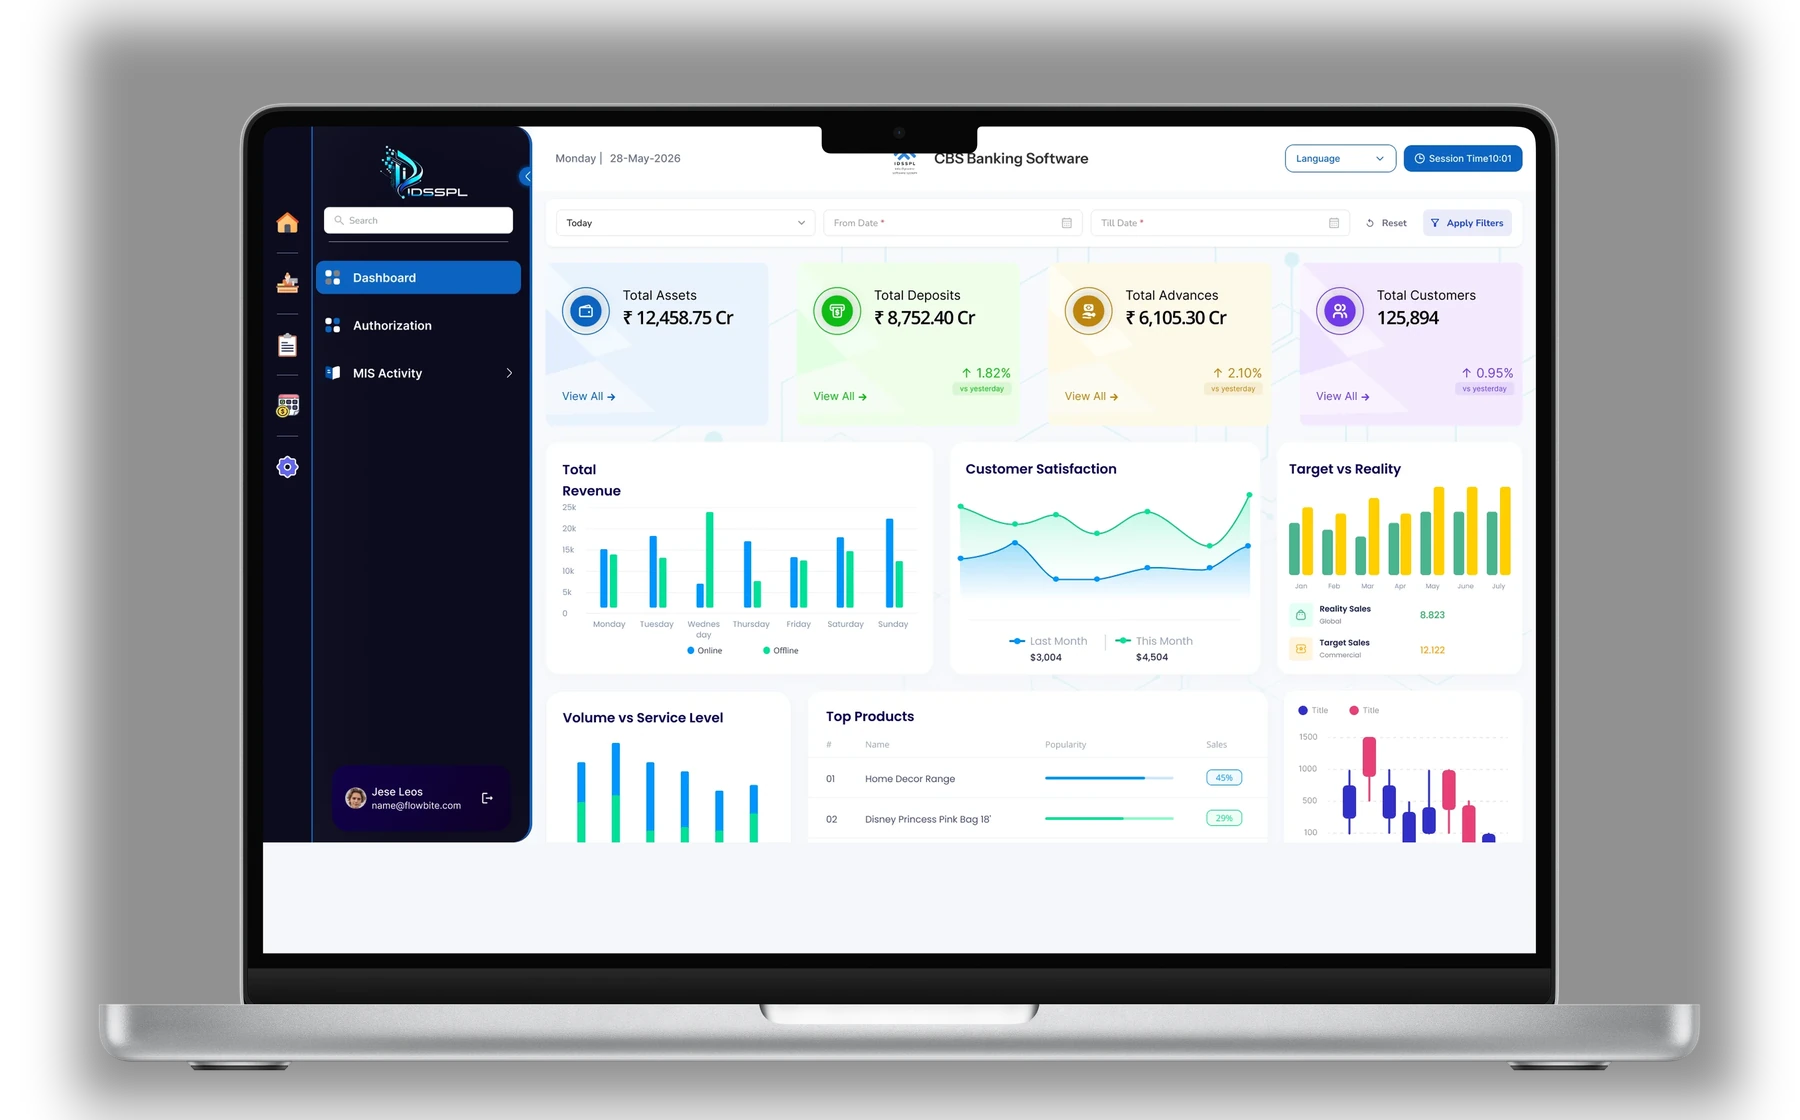 IDSSPL
Search
Dashboard
Authorization
MIS Activity
Jese Leos
name@flowbite.com
Monday | 28-May-2026
IDSSPL
CBS Banking Software
Language
Session Time10:01
Today
From Date *
Till Date *
Reset
Apply Filters
Total Assets
₹ 12,458.75 Cr
View All →
Total Deposits
₹ 8,752.40 Cr
↑ 1.82%
vs yesterday
View All →
Total Advances
₹ 6,105.30 Cr
↑ 2.10%
vs yesterday
View All →
Total Customers
125,894
↑ 0.95%
vs yesterday
View All →
Total
Revenue
25k
20k
15k
10k
5k
0
Monday Tuesday Wednes Thursday Friday Saturday Sunday
day
Online Offline
Customer Satisfaction
Last Month This Month
$3,004 $4,504
Target vs Reality
Jan Feb Mar Apr May June July
Reality Sales
Global
8.823
Target Sales
Commercial
12.122
Volume vs Service Level
Top Products
# Name Popularity Sales
01 Home Decor Range 45%
02 Disney Princess Pink Bag 18' 29%
Title Title
1500
1000
500
100